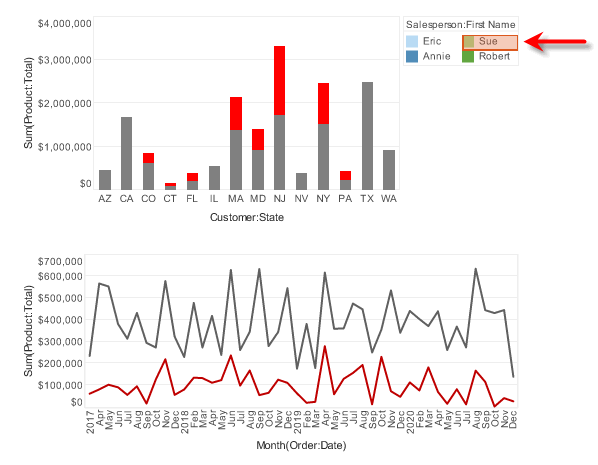 Salesperson:First Name
Eric Sue
Annie Robert
Sum(Product:Total)
$4,000,000
$3,000,000
$2,000,000
$1,000,000
$0
AZ CA CO CT FL IL MA MD NJ NV NY PA TX WA
Customer:State
Sum(Product:Total)
$700,000
$600,000
$500,000
$400,000
$300,000
$200,000
$100,000
$0
2017 Apr May Jun Jul Aug Sep Oct Nov Dec 2018 Feb Mar Apr May Jun Jul Aug Sep Oct Nov Dec 2019 Feb Mar Apr May Jun Jul Aug Sep Oct Nov Dec 2020 Feb Mar Apr May Jun Jul Aug Sep Oct Nov Dec
Month(Order:Date)